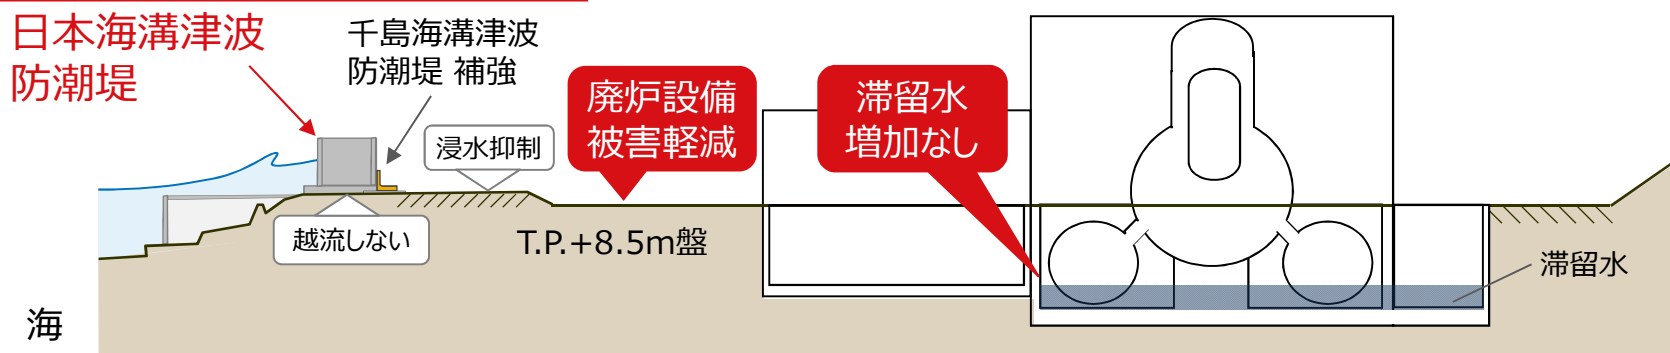 日本海溝津波
防潮堤
千島海溝津波
防潮堤 補強
浸水抑制
廃炉設備
被害軽減
滞留水
増加なし
越流しない
T.P.+8.5m盤
滞留水
海